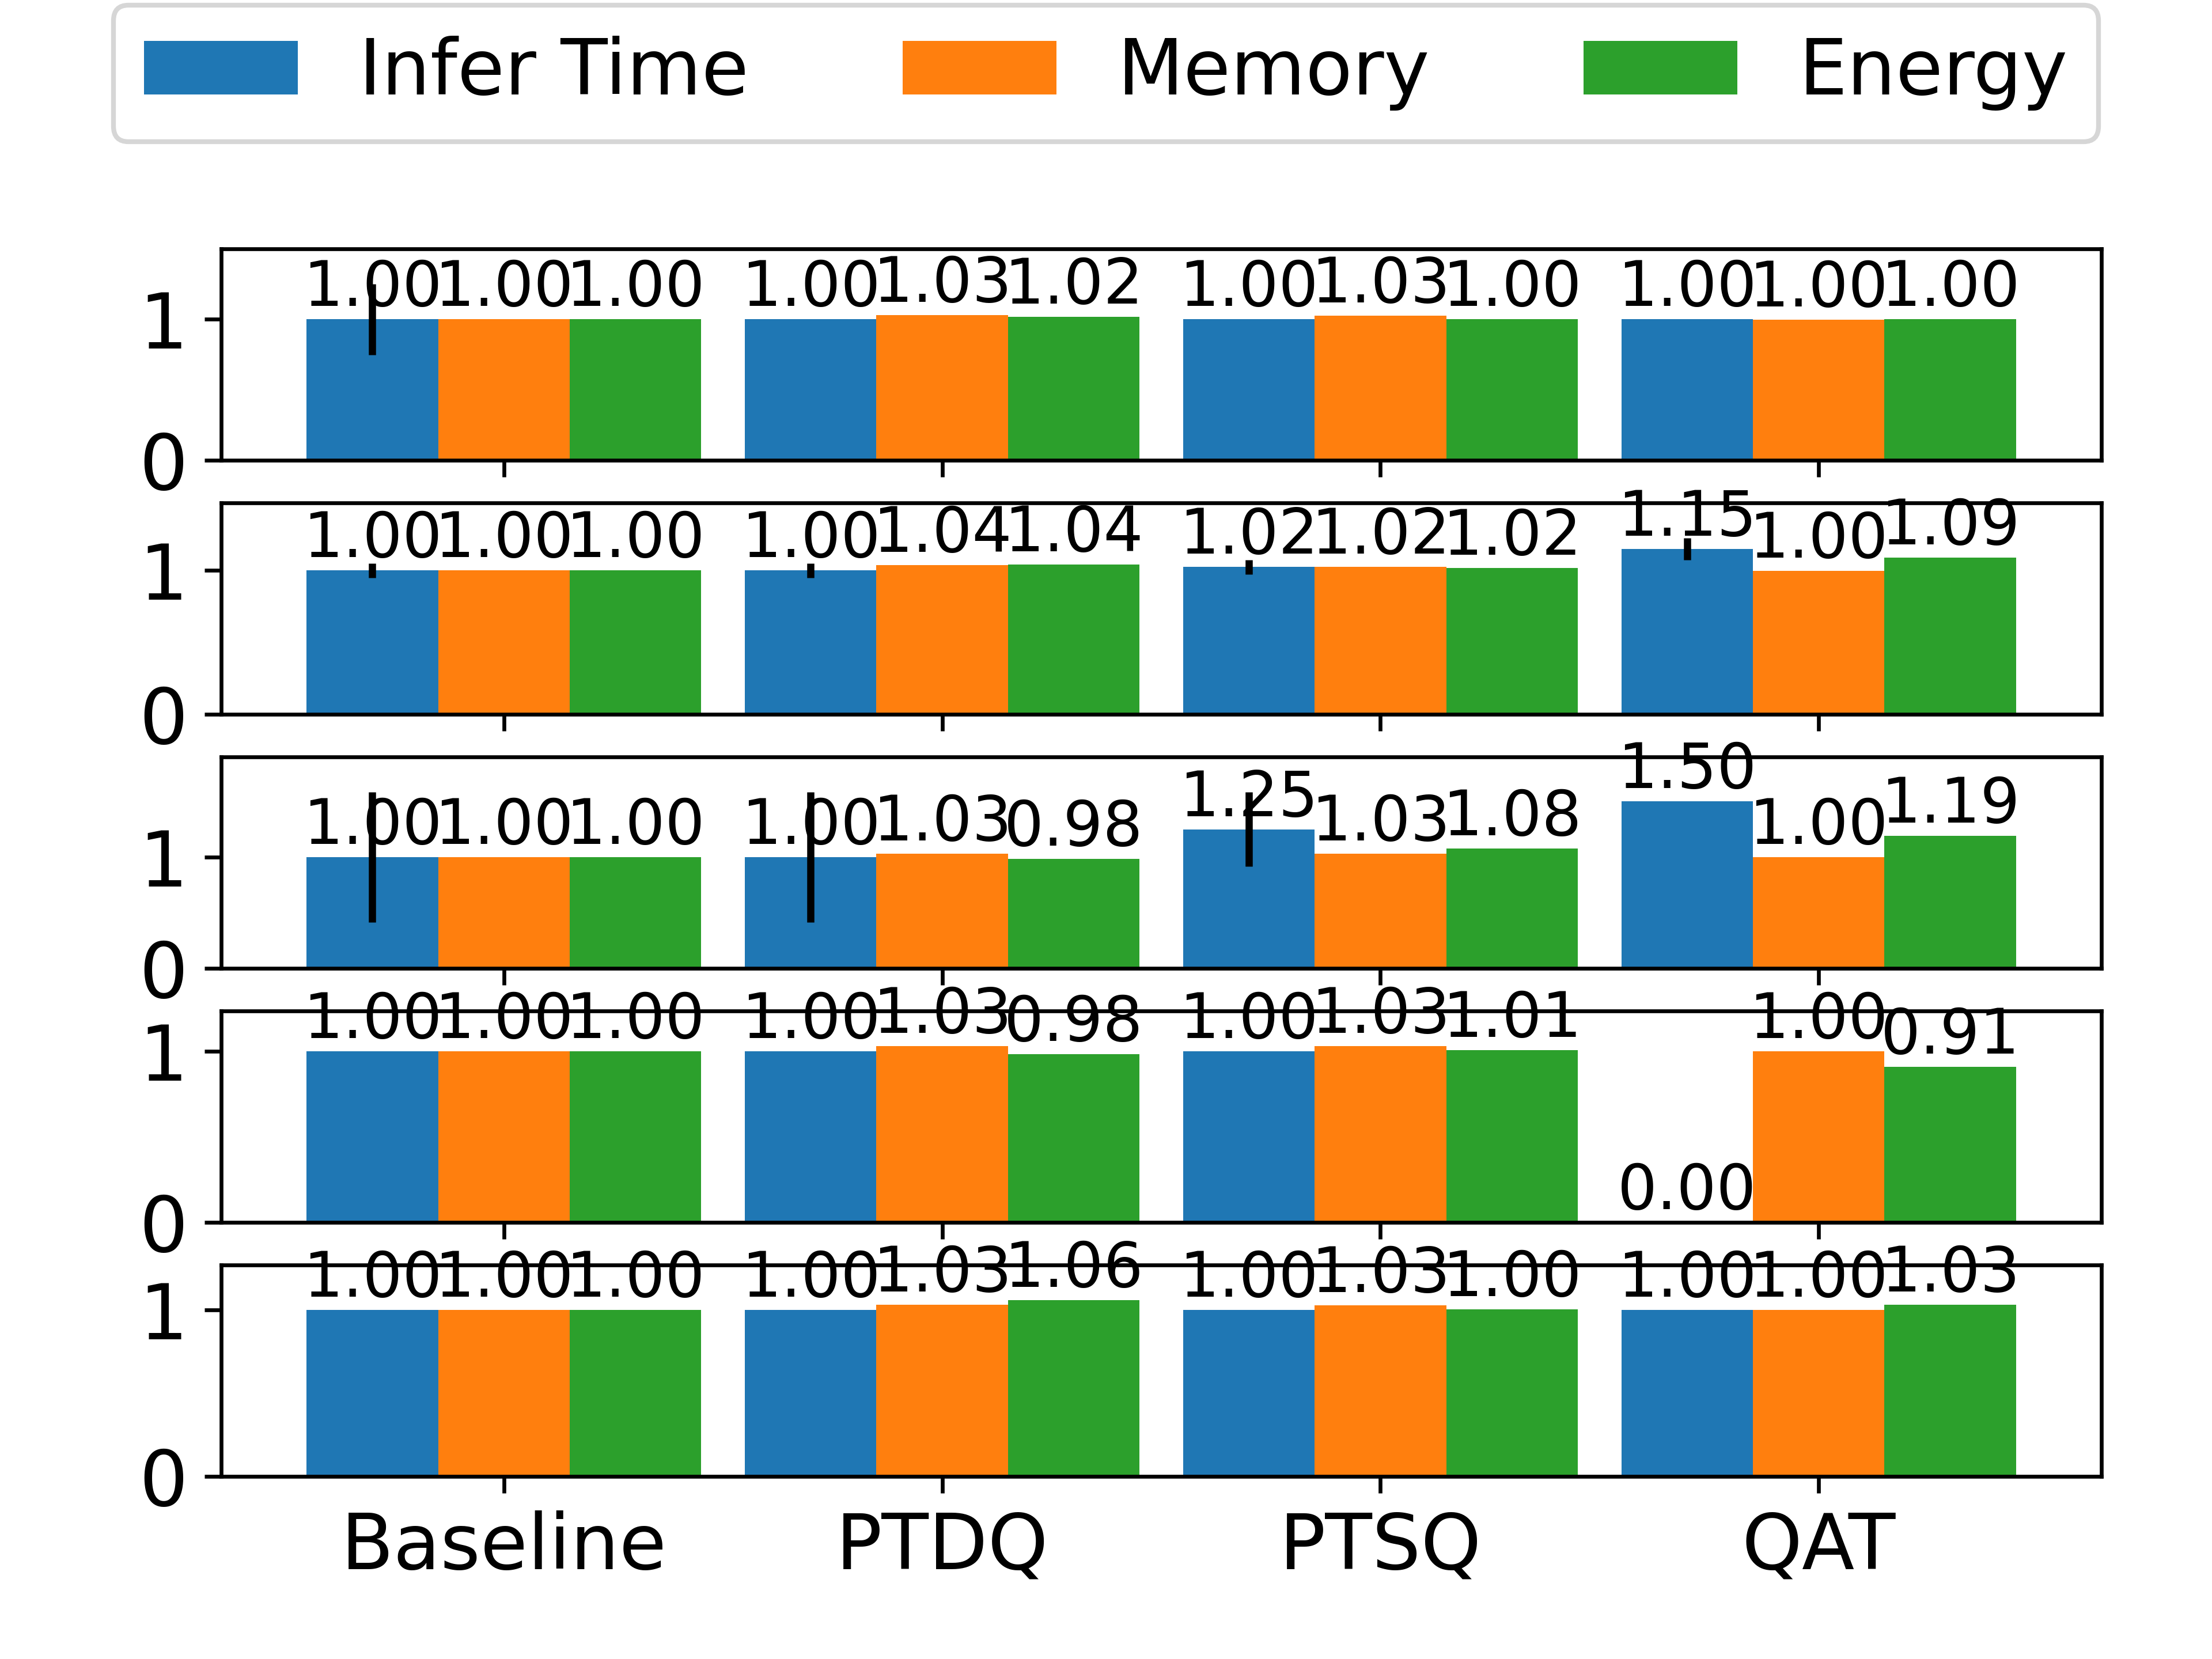 Infer Time Memory Energy
1.00 1.00 1.00 1.00 1.03 1.02 1.00 1.03 1.00 1.00 1.00 1.00
1
0
1.00 1.00 1.00 1.00 1.04 1.04 1.02 1.02 1.02 1.15 1.00 1.09
1
0
1.00 1.00 1.00 1.00 1.03 0.98 1.25 1.03 1.08 1.50 1.00 1.19
1
0
1.00 1.00 1.00 1.00 1.03 0.98 1.00 1.03 1.01 0.00 1.00 0.91
1
0
1.00 1.00 1.00 1.00 1.03 1.06 1.00 1.03 1.00 1.00 1.00 1.03
1
0
Baseline PTDQ PTSQ QAT